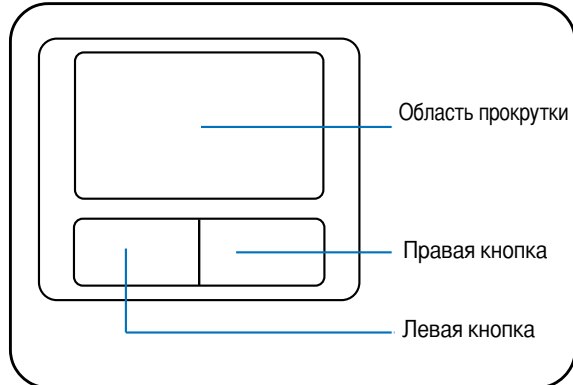 Область прокрутки
Правая кнопка
Левая кнопка